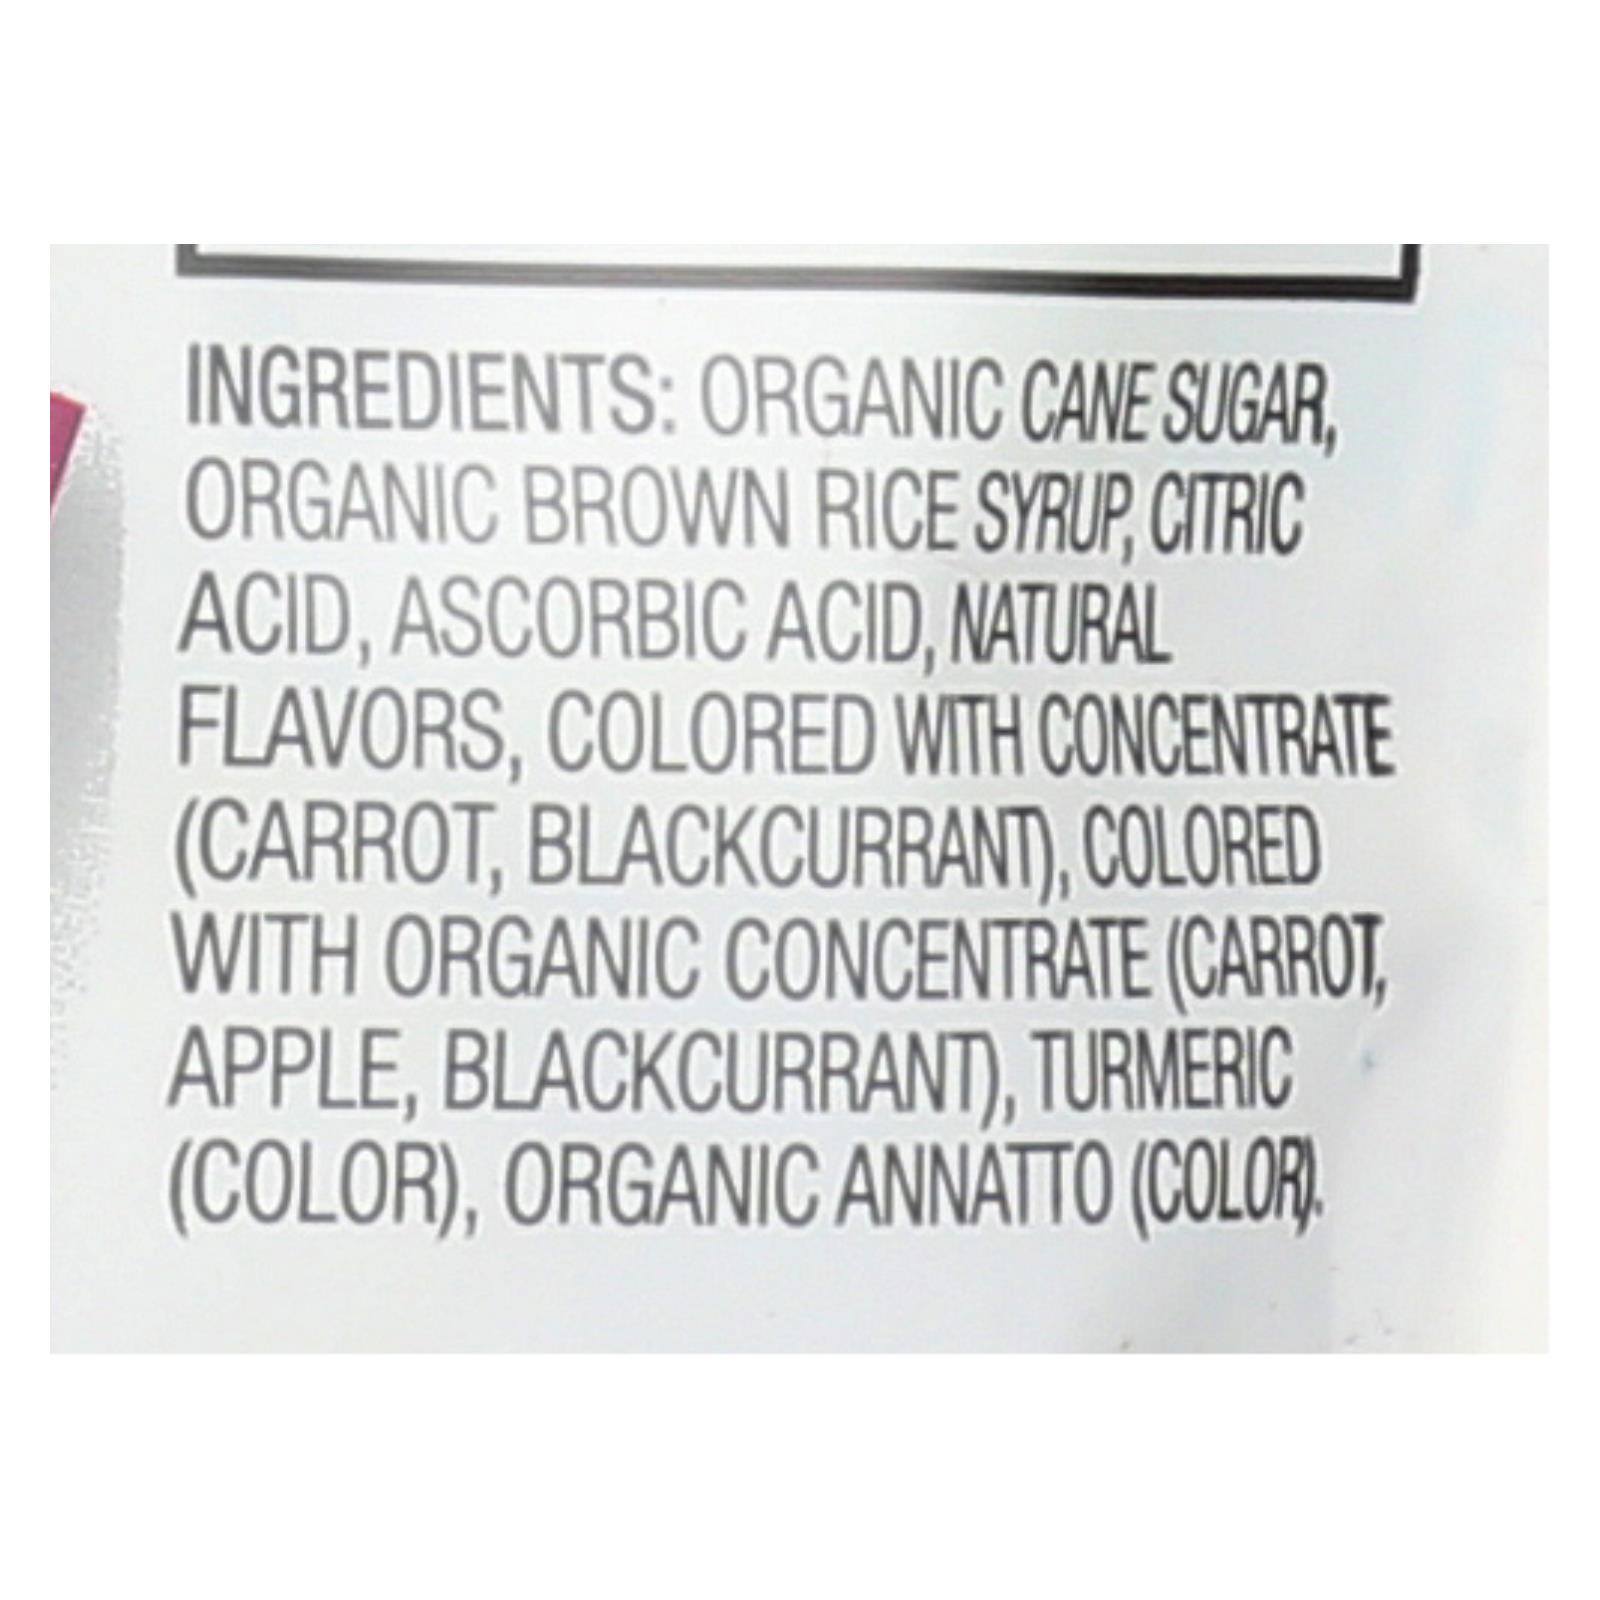 INGREDIENTS: ORGANIC CANE SUGAR,
ORGANIC BROWN RICE SYRUP, CITRIC
ACID, ASCORBIC ACID, NATURAL
FLAVORS, COLORED WITH CONCENTRATE
(CARROT, BLACKCURRANT), COLORED
WITH ORGANIC CONCENTRATE (CARROT,
APPLE, BLACKCURRANT), TURMERIC
(COLOR), ORGANIC ANNATTO (COLOR).